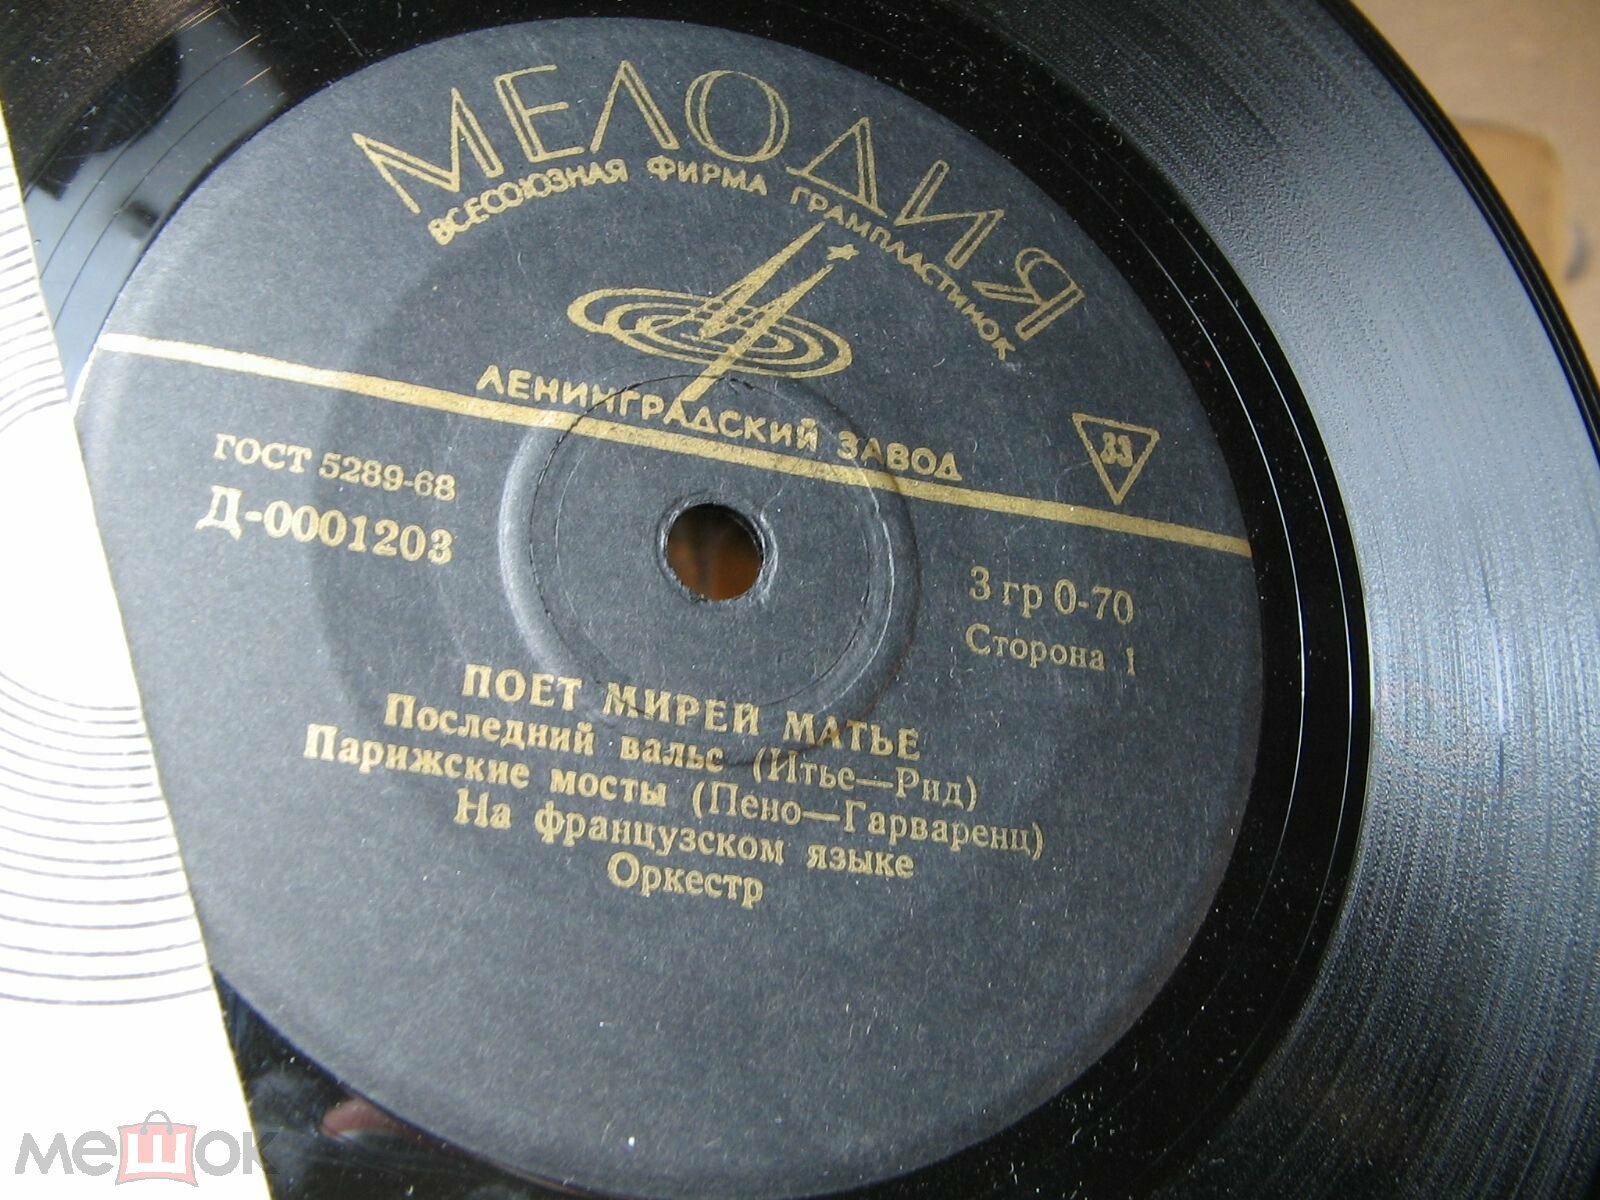 МЕЛОДИЯ
ВСЕСОЮЗНАЯ ФИРМА ГРАМПЛАСТИНОК
ЛЕНИНГРАДСКИЙ ЗАВОД
33
ГОСТ 5289-68
Д-0001203
3 гр 0-70
Сторона 1
ПОЕТ МИРЕЙ МАТЬЕ
Последний вальс (Итье—Рид)
Парижские мосты (Пено—Гарваренц)
На французском языке
Оркестр
мешок